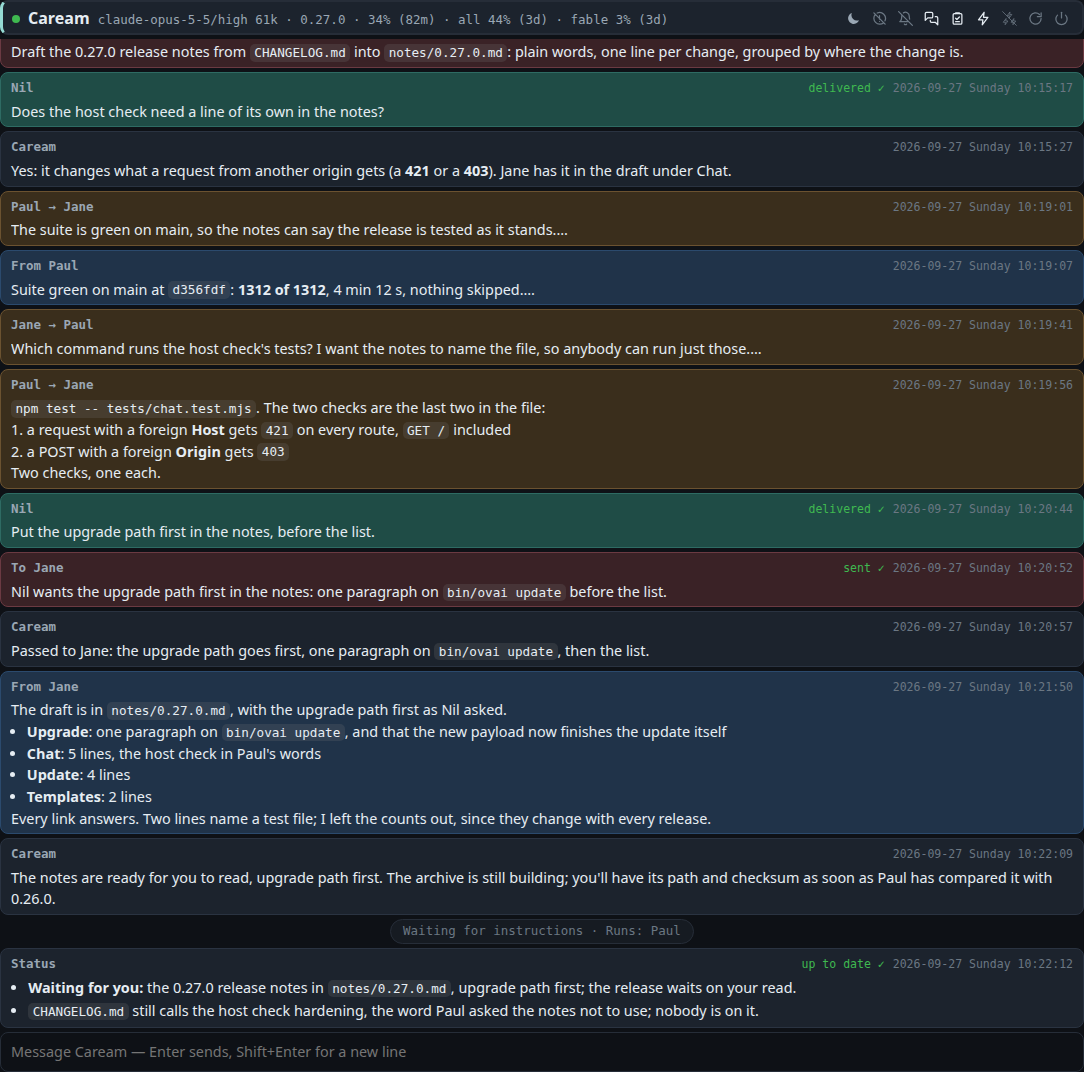 Caream claude-opus-5-5/high 61k · 0.27.0 · 34% (82m) · all 44% (3d) · fable 3% (3d)
Draft the 0.27.0 release notes from CHANGELOG.md into notes/0.27.0.md: plain words, one line per change, grouped by where the change is.
Nil delivered ✓ 2026-09-27 Sunday 10:15:17
Does the host check need a line of its own in the notes?
Caream 2026-09-27 Sunday 10:15:27
Yes: it changes what a request from another origin gets (a 421 or a 403). Jane has it in the draft under Chat.
Paul → Jane 2026-09-27 Sunday 10:19:01
The suite is green on main, so the notes can say the release is tested as it stands....
From Paul 2026-09-27 Sunday 10:19:07
Suite green on main at d356fdf: 1312 of 1312, 4 min 12 s, nothing skipped....
Jane → Paul 2026-09-27 Sunday 10:19:41
Which command runs the host check's tests? I want the notes to name the file, so anybody can run just those....
Paul → Jane 2026-09-27 Sunday 10:19:56
npm test -- tests/chat.test.mjs. The two checks are the last two in the file:
1. a request with a foreign Host gets 421 on every route, GET / included
2. a POST with a foreign Origin gets 403
Two checks, one each.
Nil delivered ✓ 2026-09-27 Sunday 10:20:44
Put the upgrade path first in the notes, before the list.
To Jane sent ✓ 2026-09-27 Sunday 10:20:52
Nil wants the upgrade path first in the notes: one paragraph on bin/ovai update before the list.
Caream 2026-09-27 Sunday 10:20:57
Passed to Jane: the upgrade path goes first, one paragraph on bin/ovai update, then the list.
From Jane 2026-09-27 Sunday 10:21:50
The draft is in notes/0.27.0.md, with the upgrade path first as Nil asked.
• Upgrade: one paragraph on bin/ovai update, and that the new payload now finishes the update itself
• Chat: 5 lines, the host check in Paul's words
• Update: 4 lines
• Templates: 2 lines
Every link answers. Two lines name a test file; I left the counts out, since they change with every release.
Caream 2026-09-27 Sunday 10:22:09
The notes are ready for you to read, upgrade path first. The archive is still building; you'll have its path and checksum as soon as Paul has compared it with
0.26.0.
Waiting for instructions · Runs: Paul
Status up to date ✓ 2026-09-27 Sunday 10:22:12
• Waiting for you: the 0.27.0 release notes in notes/0.27.0.md, upgrade path first; the release waits on your read.
• CHANGELOG.md still calls the host check hardening, the word Paul asked the notes not to use; nobody is on it.
Message Caream — Enter sends, Shift+Enter for a new line